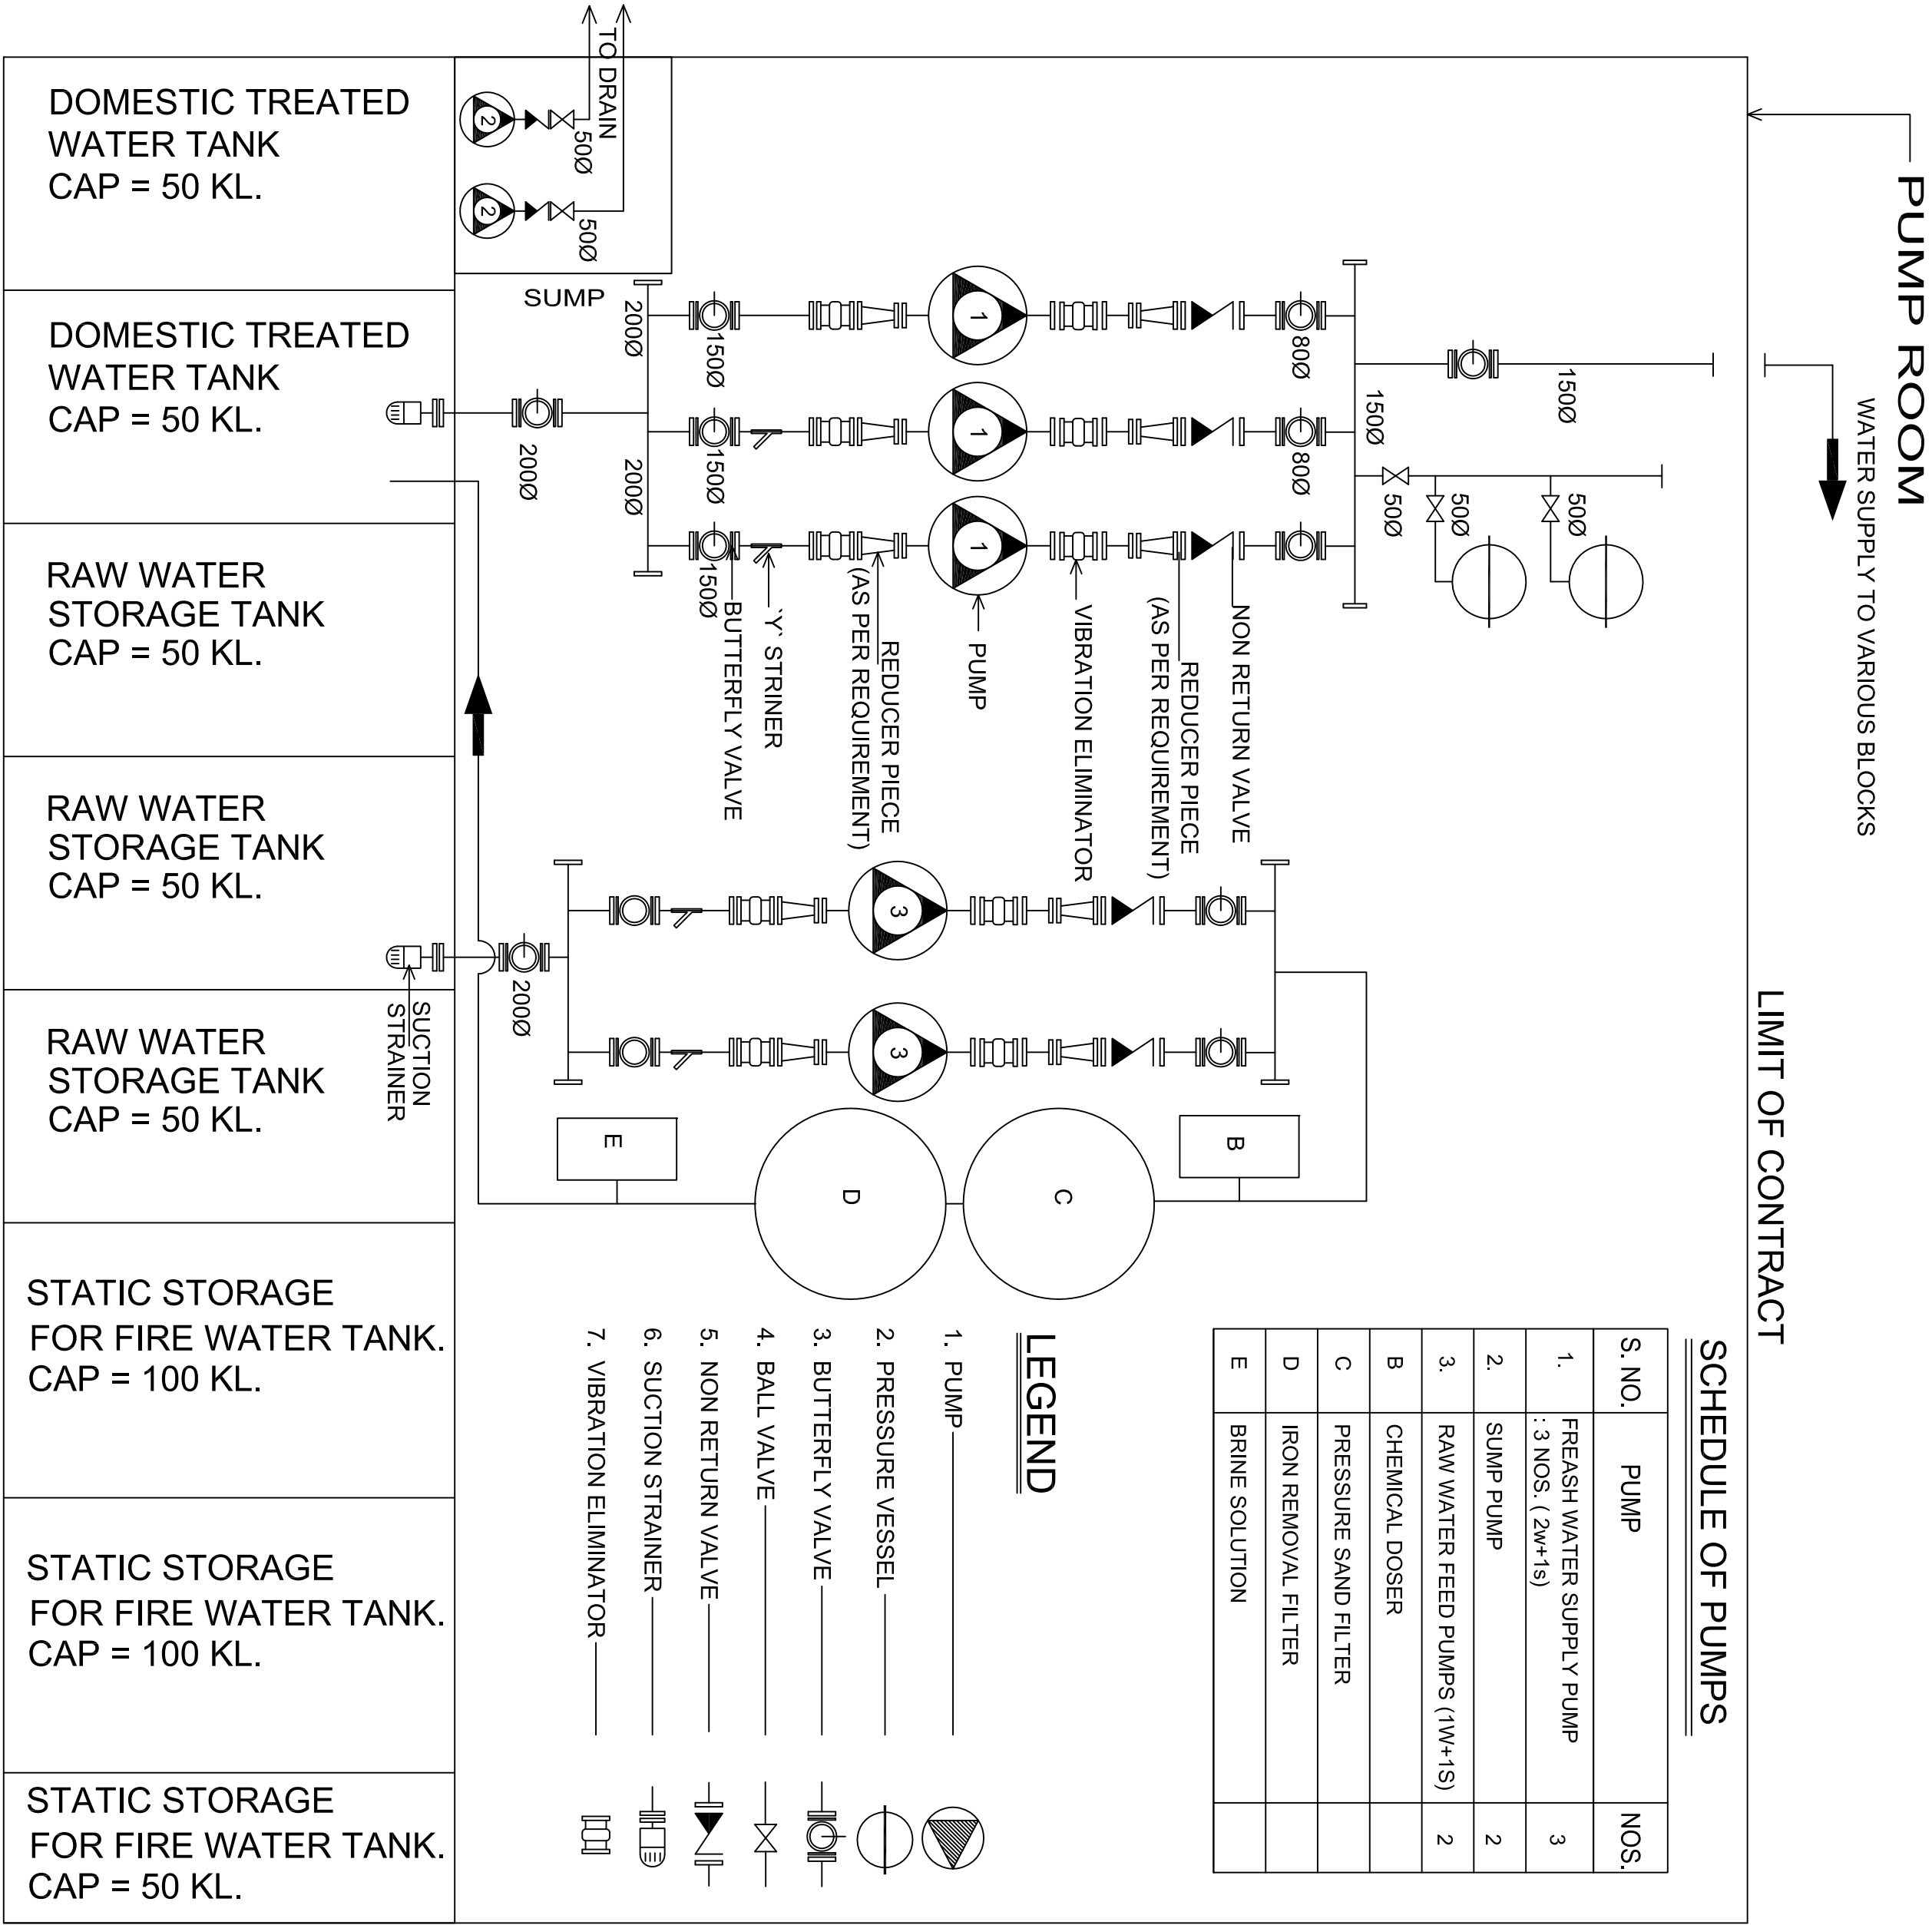 PUMP ROOM
WATER SUPPLY TO VARIOUS BLOCKS
LIMIT OF CONTRACT
TO DRAIN
50Ø
50Ø
SUMP
DOMESTIC TREATED
WATER TANK
CAP = 50 KL.
DOMESTIC TREATED
WATER TANK
CAP = 50 KL.
RAW WATER
STORAGE TANK
CAP = 50 KL.
RAW WATER
STORAGE TANK
CAP = 50 KL.
RAW WATER
STORAGE TANK
CAP = 50 KL.
STATIC STORAGE
FOR FIRE WATER TANK.
CAP = 100 KL.
STATIC STORAGE
FOR FIRE WATER TANK.
CAP = 100 KL.
STATIC STORAGE
FOR FIRE WATER TANK.
CAP = 50 KL.
2
2
200Ø
200Ø
200Ø
150Ø
150Ø
150Ø
1
1
1
80Ø
80Ø
150Ø
150Ø
50Ø
50Ø
50Ø
NON RETURN VALVE
REDUCER PIECE
(AS PER REQUIREMENT)
VIBRATION ELIMINATOR
PUMP
REDUCER PIECE
(AS PER REQUIREMENT)
`Y` STRINER
BUTTERFLY VALVE
3
3
200Ø
SUCTION
STRAINER
B
C
D
E
SCHEDULE OF PUMPS
S. NO. PUMP NOS.
1. FREASH WATER SUPPLY PUMP 3
: 3 NOS. ( 2w+1s)
2. SUMP PUMP 2
3. RAW WATER FEED PUMPS (1W+1S) 2
B CHEMICAL DOSER
C PRESSURE SAND FILTER
D IRON REMOVAL FILTER
E BRINE SOLUTION
LEGEND
1. PUMP
2. PRESSURE VESSEL
3. BUTTERFLY VALVE
4. BALL VALVE
5. NON RETURN VALVE
6. SUCTION STRAINER
7. VIBRATION ELIMINATOR